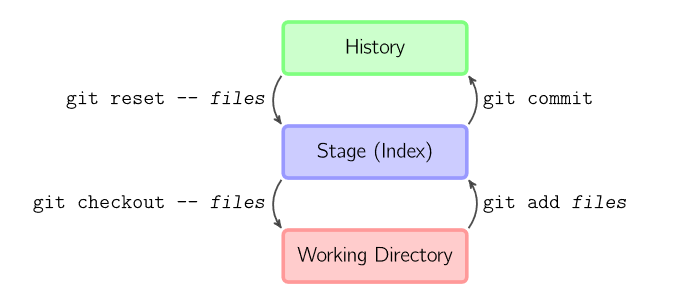 History
git reset -- files
git commit
Stage (Index)
git checkout -- files
git add files
Working Directory